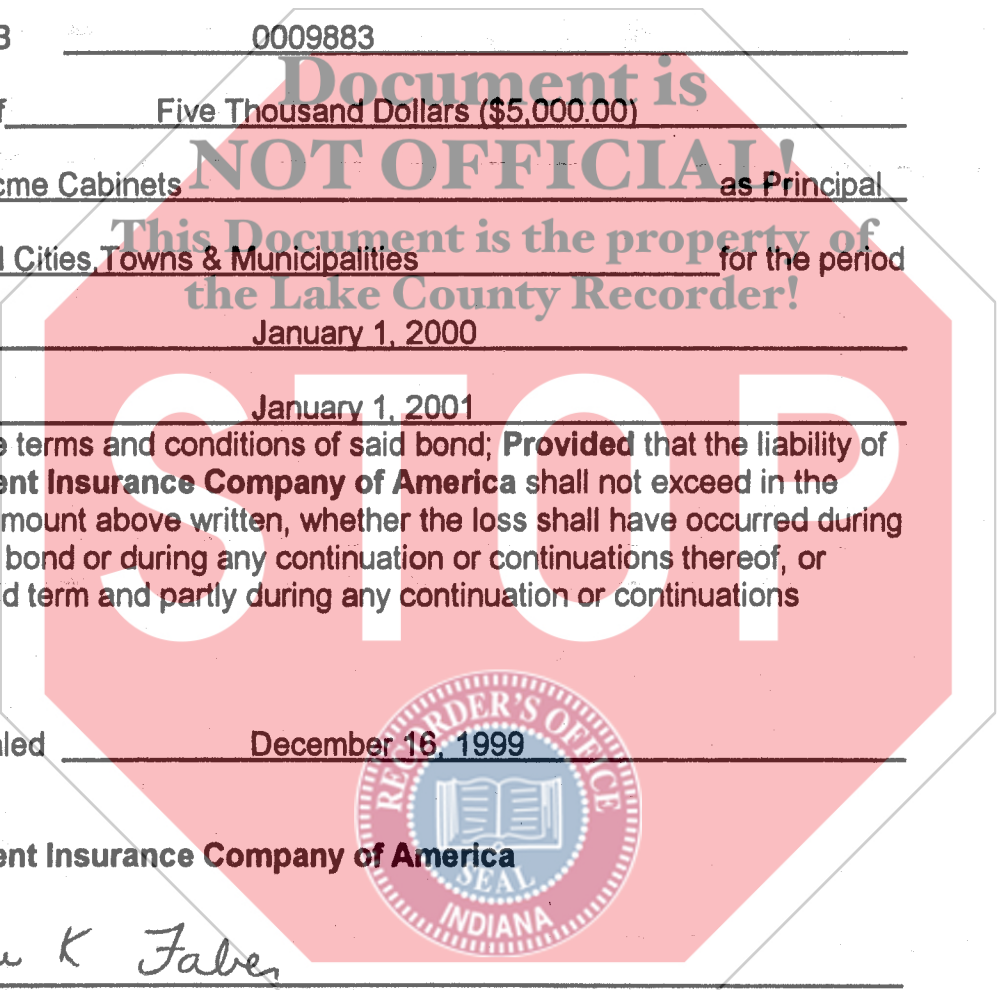 0009883
Document is
Five Thousand Dollars ($5,000.00)
NOT OFFICIAL!
Cabinets as Principal
This Document is the property of
Cities, Towns & Municipalities for the period
the Lake County Recorder!
January 1, 2000
STOP
January 1, 2001
terms and conditions of said bond; Provided that the liability of
Insurance Company of America shall not exceed in the
above written, whether the loss shall have occurred during
bond or during any continuation or continuations thereof, or
term and partly during any continuation or continuations
December 16, 1999
RECORDER'S OFFICE
SEAL
INDIANA
Insurance Company of America
K Faber